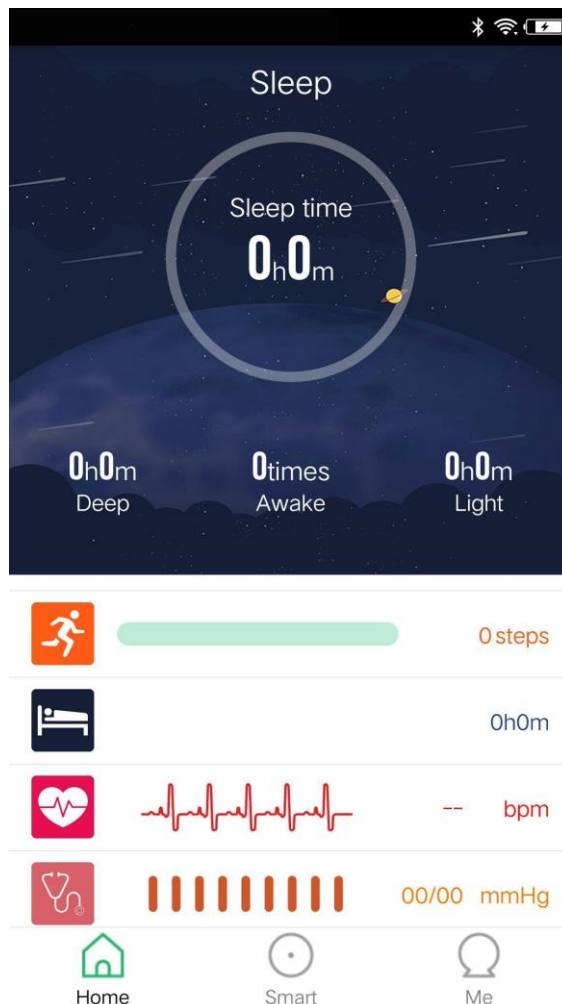 Sleep
Sleep time
0h0m
0h0m 0times 0h0m
Deep Awake Light
0 steps
0h0m
-- bpm
00/00 mmHg
Home Smart Me